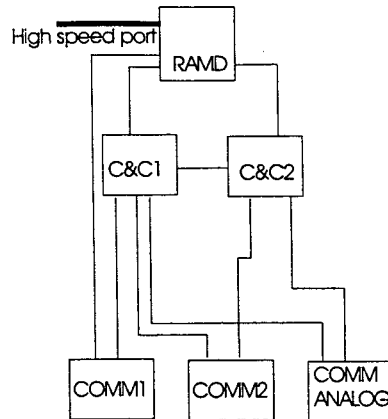 High speed port
RAMD
C&C1
C&C2
COMM1
COMM2
COMM
ANALOG